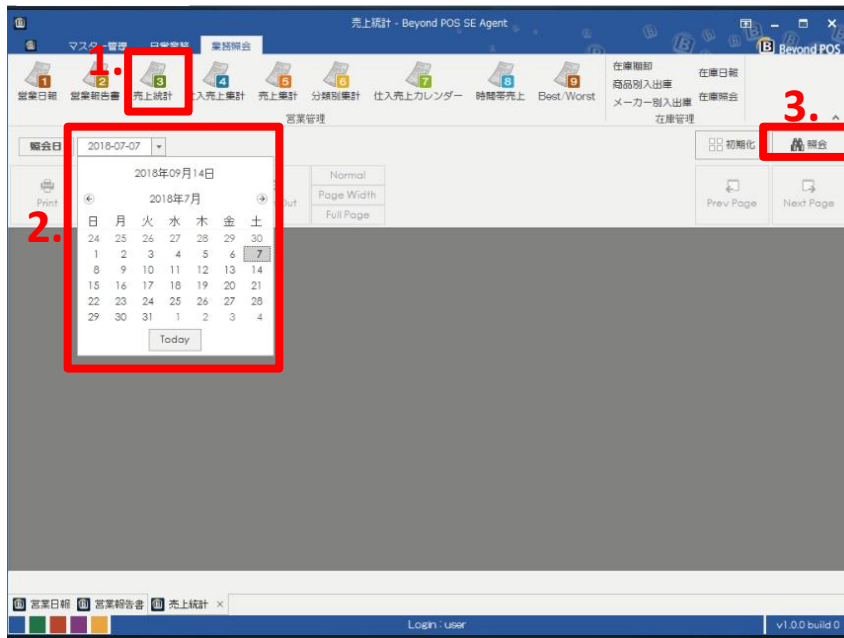 売上統計 - Beyond POS SE Agent
マスター管理 日常業務 業務照会
Beyond POS
1.
1 2 3 4 5 6 7 8 9
営業日報 営業報告書 売上統計 仕入売上集計 売上集計 分類別集計 仕入売上カレンダー 時間帯売上 Best/Worst
営業管理
在庫棚卸 在庫日報
商品別入出庫
メーカー別入出庫 在庫照会
在庫管理
3.
照会日 2018-07-07
初期化 照会
2.
2018年09月14日
2018年7月
日 月 火 水 木 金 土
24 25 26 27 28 29 30
1 2 3 4 5 6 7
8 9 10 11 12 13 14
15 16 17 18 19 20 21
22 23 24 25 26 27 28
29 30 31 1 2 3 4
Today
Print
Out
Normal
Page Width
Full Page
Prev Page Next Page
営業日報 営業報告書 売上統計 ×
Login : user
v1.0.0 build 0